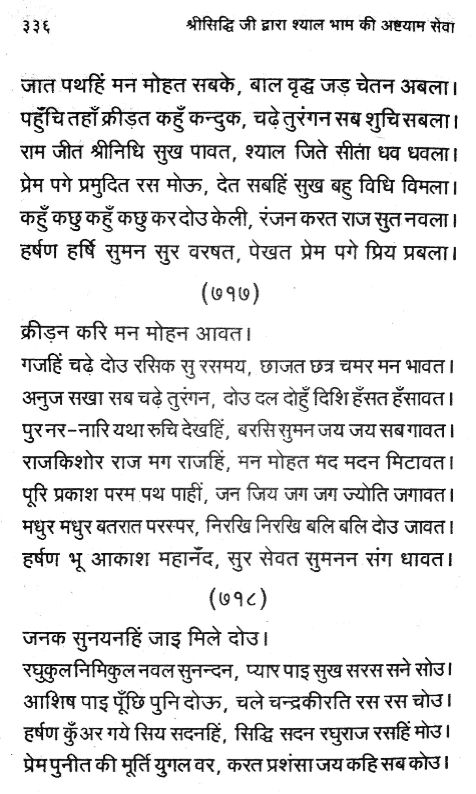 ३३६ श्रीसिद्धि जी द्वारा श्याल भाम की अष्टयाम सेवा
जात पथहिं मन मोहत सबके, बाल वृद्ध जड़ चेतन अबला।
पहुँचि तहाँ क्रीड़त कहुँ कन्दुक, चढ़े तुरंगन सब शुचि सबला।
राम जीत श्रीनिधि सुख पावत, श्याल जिते सीता धव धवला।
प्रेम पगे प्रमुदित रस मोऊ, देत सबहिं सुख बहु विधि विमला।
कहुँ कछु कहुँ कछु कर दोउ केली, रंजन करत राज सुत नवला।
हर्षण हर्षि सुमन सुर वरषत, पेखत प्रेम पगे प्रिय प्रबला।
(७१७)
क्रीड़न करि मन मोहन आवत।
गजहिं चढ़े दोउ रसिक सु रसमय, छाजत छत्र चमर मन भावत।
अनुज सखा सब चढ़े तुरंगन, दोउ दल दोहुँ दिशि हँसत हँसावत।
पुर नर-नारि यथा रुचि देखहिं, बरसि सुमन जय जय सब गावत।
राजकिशोर राज मग राजहिं, मन मोहत मद मदन मिटावत।
पूरि प्रकाश परम पथ पाहीं, जन जिय जग जग ज्योति जगावत।
मधुर मधुर बतरात परस्पर, निरखि निरखि बलि बलि दोउ जावत।
हर्षण भू आकाश महानँद, सुर सेवत सुमनन संग धावत।
(७१८)
जनक सुनयनहिं जाइ मिले दोउ।
रघुकुल निमिकुल नवल सुनन्दन, प्यार पाइ सुख सरस सने सोउ।
आशिष पाइ पूँछि पुनि दोऊ, चले चन्द्रकीरति रस रस चोउ।
हर्षण कुँअर गये सिय सदनहिं, सिद्धि सदन रघुराज रसहिं मोउ।
प्रेम पुनीत की मूर्ति युगल वर, करत प्रशंसा जय कहि सब कोउ।